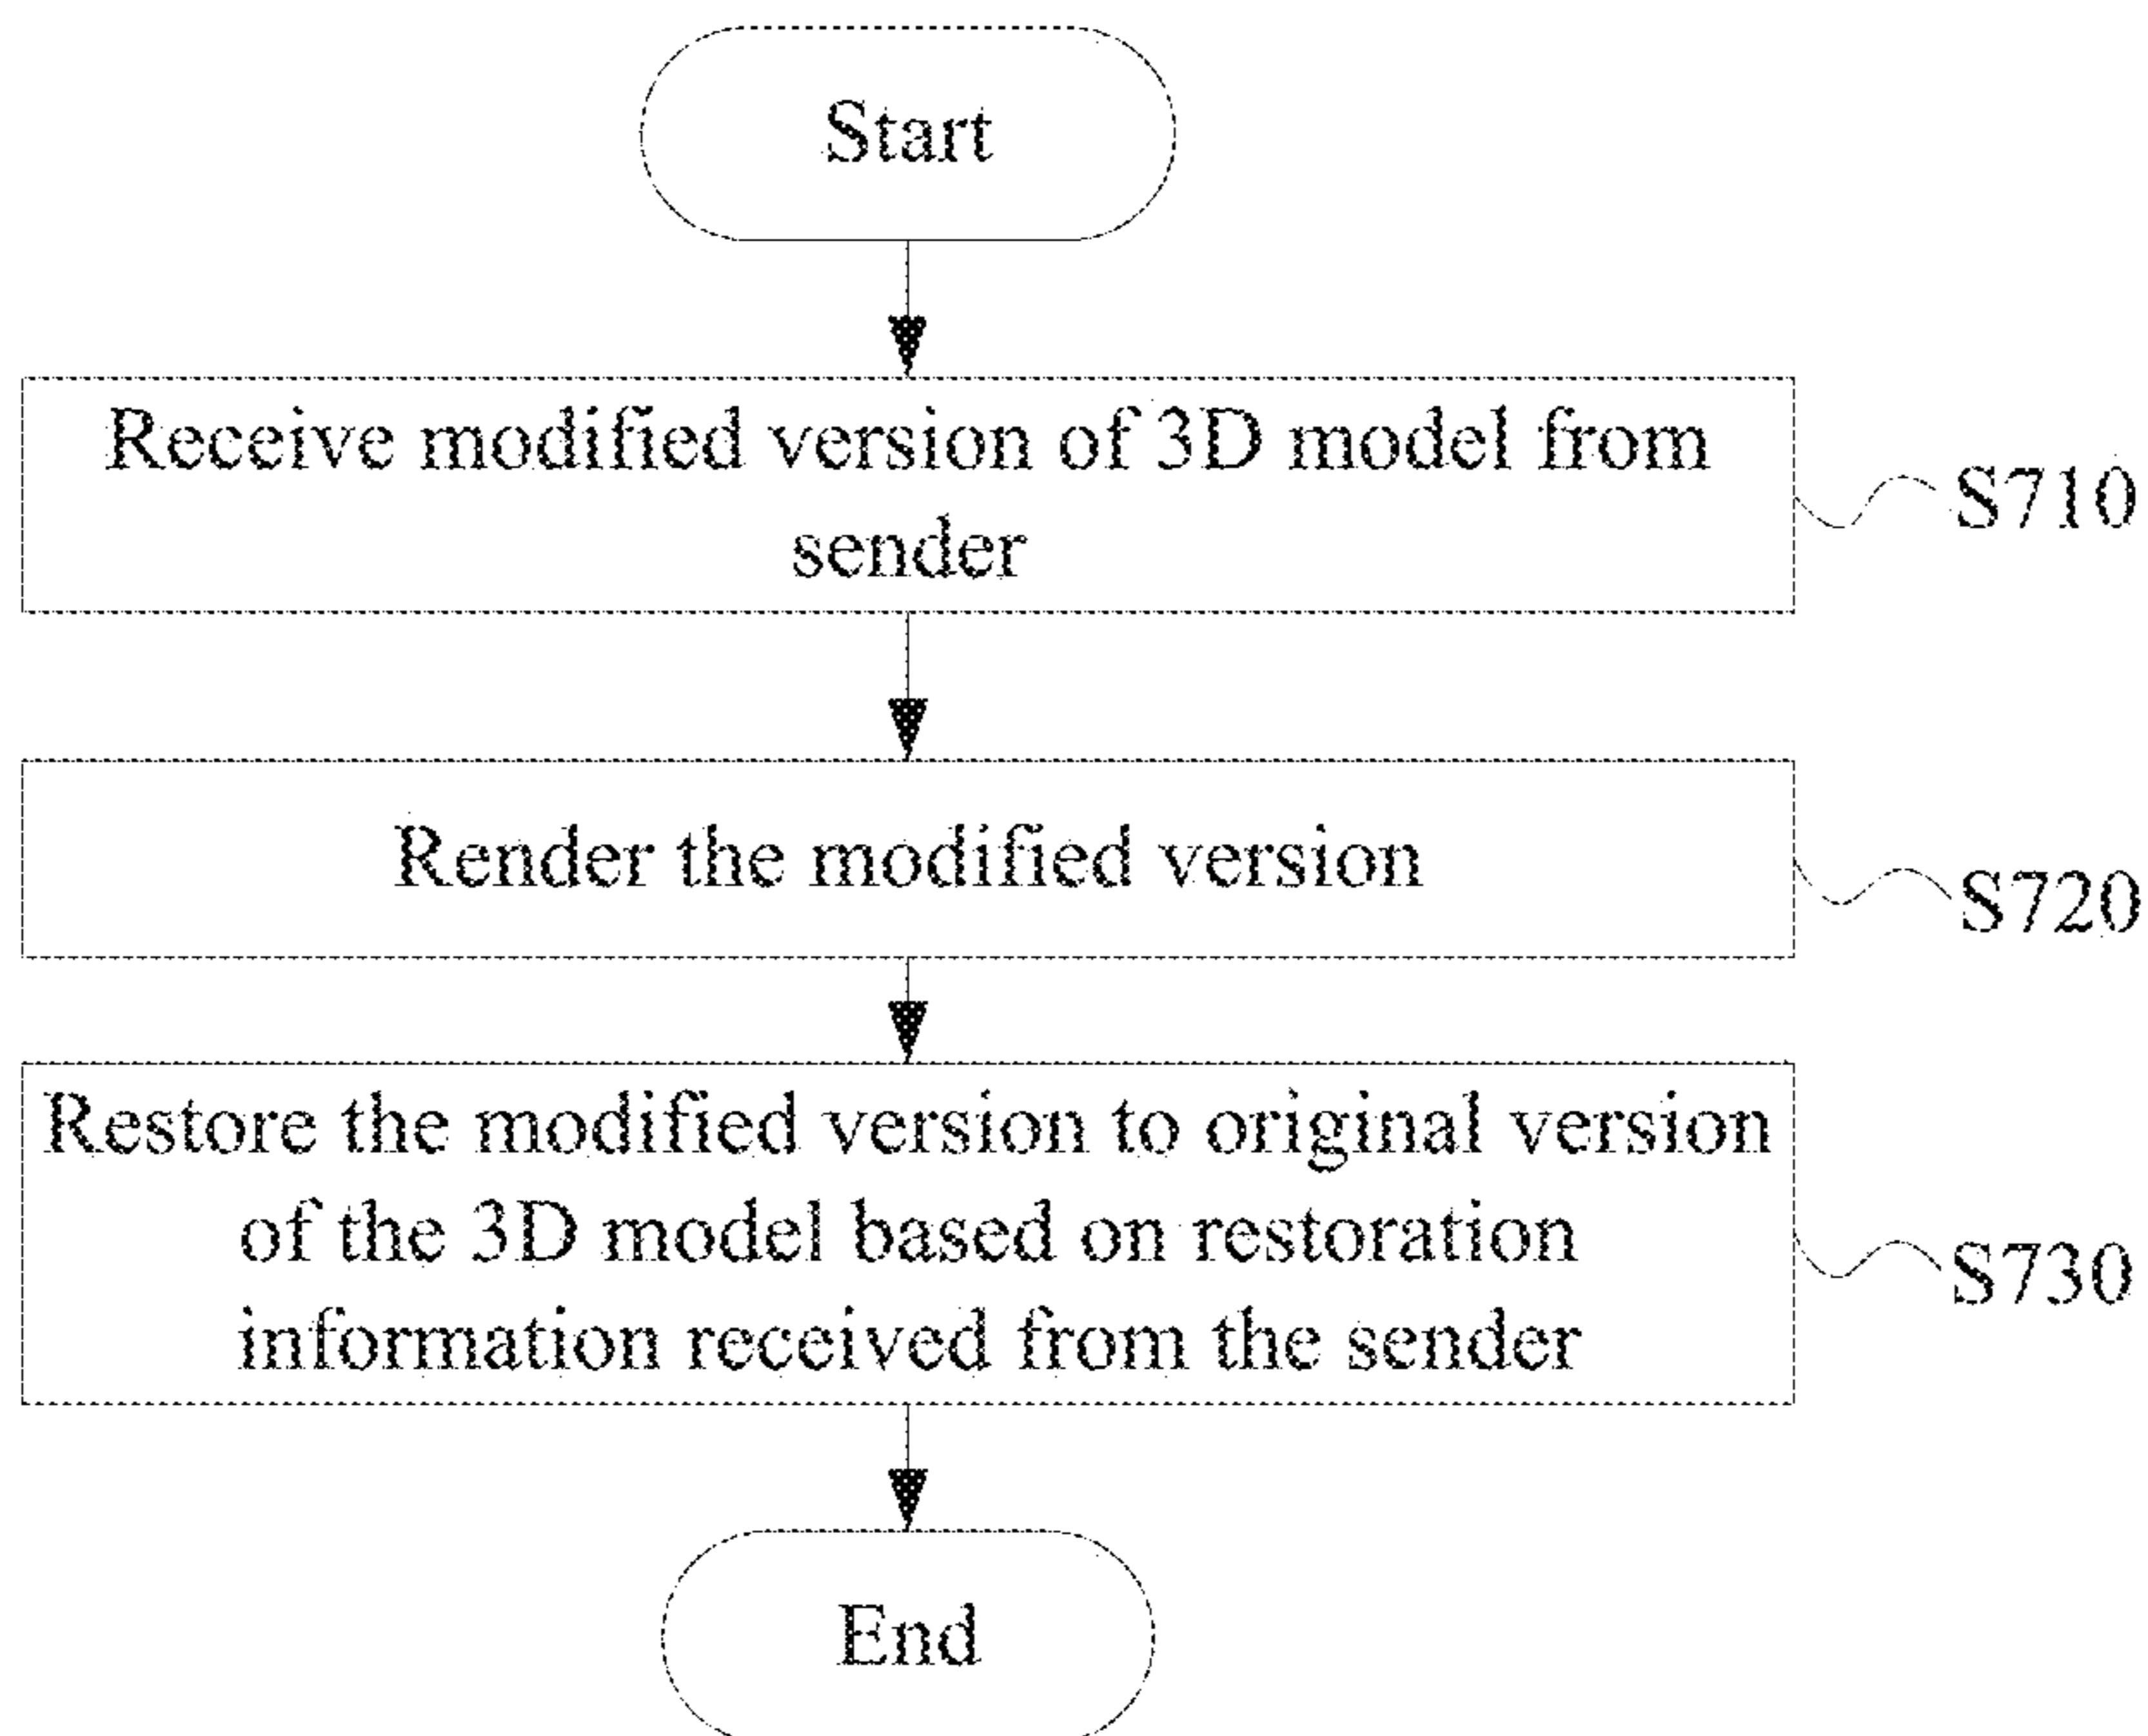 Start
Receive modified version of 3D model from
sender
S710
Render the modified version
S720
Restore the modified version to original version
of the 3D model based on restoration
information received from the sender
S730
End